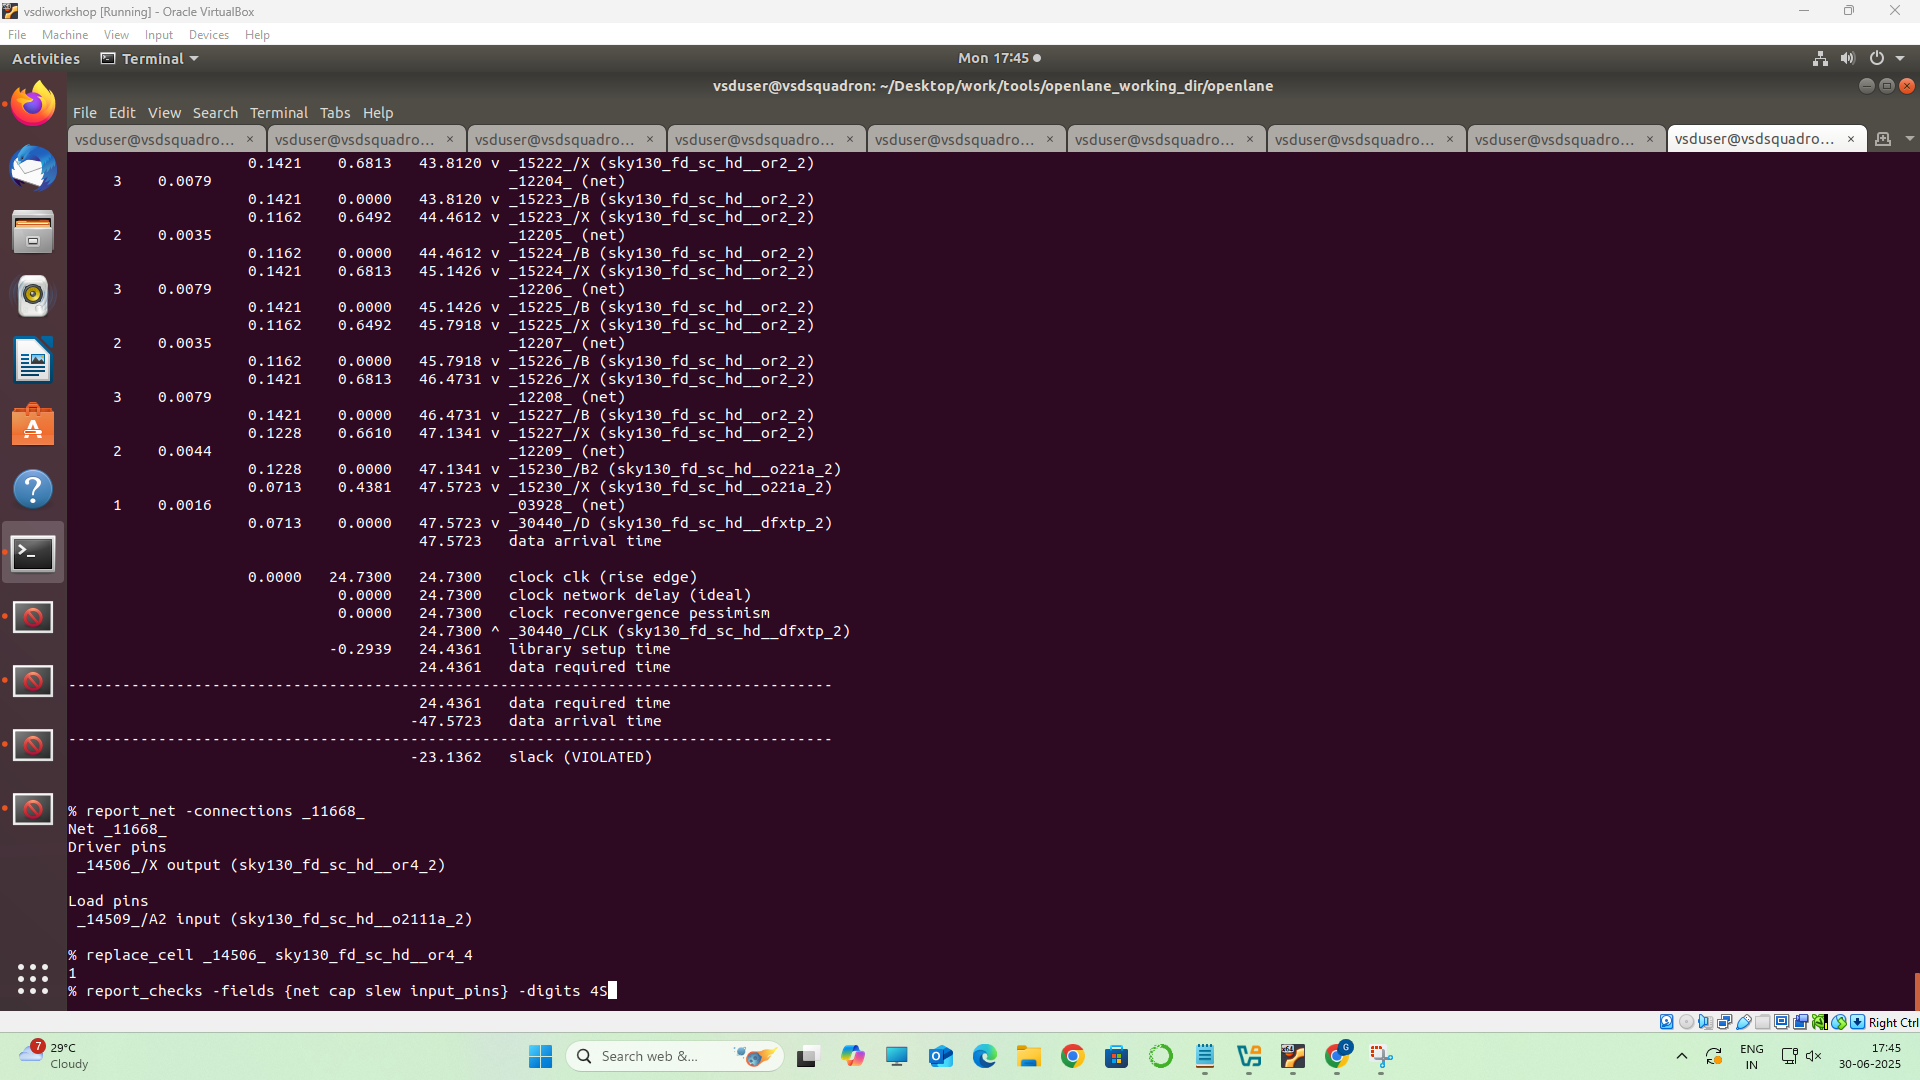 vsdiworkshop [Running] - Oracle VirtualBox
File Machine View Input Devices Help
Activities Terminal Mon 17:45
vsduser@vsdsquadron: ~/Desktop/work/tools/openlane_working_dir/openlane
File Edit View Search Terminal Tabs Help
vsduser@vsdsquadro... × vsduser@vsdsquadro... × vsduser@vsdsquadro... × vsduser@vsdsquadro... × vsduser@vsdsquadro... × vsduser@vsdsquadro... × vsduser@vsdsquadro... × vsduser@vsdsquadro... × vsduser@vsdsquadro... ×
0.1421 0.6813 43.8120 v _15222_/X (sky130_fd_sc_hd__or2_2)
3 0.0079 _12204_ (net)
0.1421 0.0000 43.8120 v _15223_/B (sky130_fd_sc_hd__or2_2)
0.1162 0.6492 44.4612 v _15223_/X (sky130_fd_sc_hd__or2_2)
2 0.0035 _12205_ (net)
0.1162 0.0000 44.4612 v _15224_/B (sky130_fd_sc_hd__or2_2)
0.1421 0.6813 45.1426 v _15224_/X (sky130_fd_sc_hd__or2_2)
3 0.0079 _12206_ (net)
0.1421 0.0000 45.1426 v _15225_/B (sky130_fd_sc_hd__or2_2)
0.1162 0.6492 45.7918 v _15225_/X (sky130_fd_sc_hd__or2_2)
2 0.0035 _12207_ (net)
0.1162 0.0000 45.7918 v _15226_/B (sky130_fd_sc_hd__or2_2)
0.1421 0.6813 46.4731 v _15226_/X (sky130_fd_sc_hd__or2_2)
3 0.0079 _12208_ (net)
0.1421 0.0000 46.4731 v _15227_/B (sky130_fd_sc_hd__or2_2)
0.1228 0.6610 47.1341 v _15227_/X (sky130_fd_sc_hd__or2_2)
2 0.0044 _12209_ (net)
0.1228 0.0000 47.1341 v _15230_/B2 (sky130_fd_sc_hd__o221a_2)
0.0713 0.4381 47.5723 v _15230_/X (sky130_fd_sc_hd__o221a_2)
1 0.0016 _03928_ (net)
0.0713 0.0000 47.5723 v _30440_/D (sky130_fd_sc_hd__dfxtp_2)
47.5723 data arrival time
0.0000 24.7300 24.7300 clock clk (rise edge)
0.0000 24.7300 clock network delay (ideal)
0.0000 24.7300 clock reconvergence pessimism
24.7300 ^ _30440_/CLK (sky130_fd_sc_hd__dfxtp_2)
-0.2939 24.4361 library setup time
24.4361 data required time
-------------------------------------------------------------------------------------
24.4361 data required time
-47.5723 data arrival time
-------------------------------------------------------------------------------------
-23.1362 slack (VIOLATED)
% report_net -connections _11668_
Net _11668_
Driver pins
_14506_/X output (sky130_fd_sc_hd__or4_2)
Load pins
_14509_/A2 input (sky130_fd_sc_hd__o2111a_2)
% replace_cell _14506_ sky130_fd_sc_hd__or4_4
1
% report_checks -fields {net cap slew input_pins} -digits 4S
Right Ctrl
7
29°C
Cloudy
Search web &...
G
ENG
IN
17:45
30-06-2025